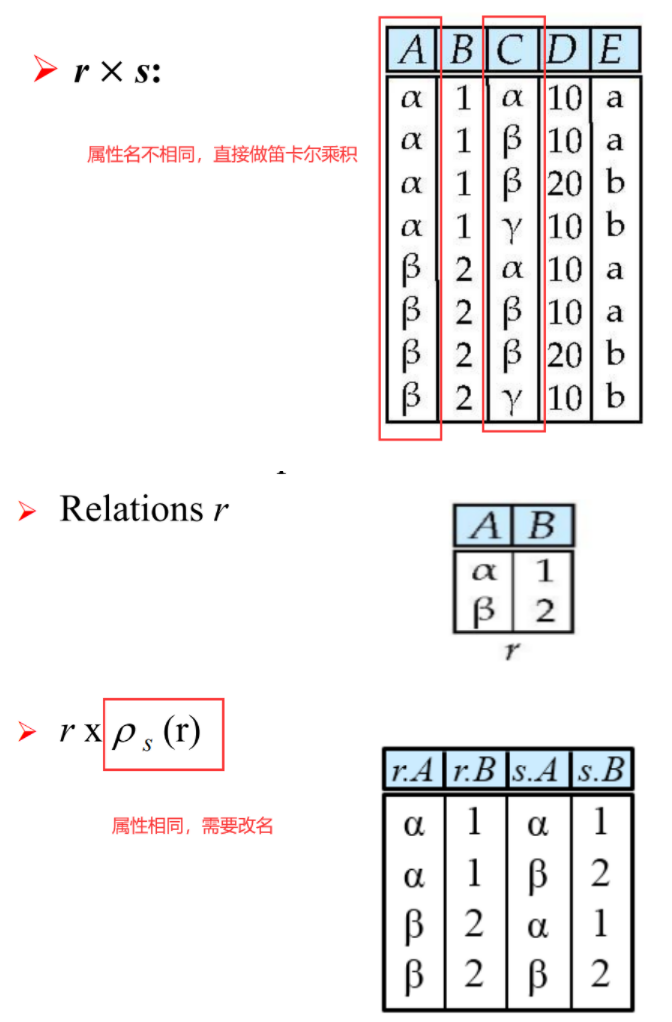 ➢ r × s:
属性名不相同，直接做笛卡尔乘积
A B C D E
α 1 α 10 a
α 1 β 10 a
α 1 β 20 b
α 1 γ 10 b
β 2 α 10 a
β 2 β 10 a
β 2 β 20 b
β 2 γ 10 b
➢ Relations r
A B
α 1
β 2
r
➢ r x ρ s (r)
属性相同，需要改名
r.A r.B s.A s.B
α 1 α 1
α 1 β 2
β 2 α 1
β 2 β 2